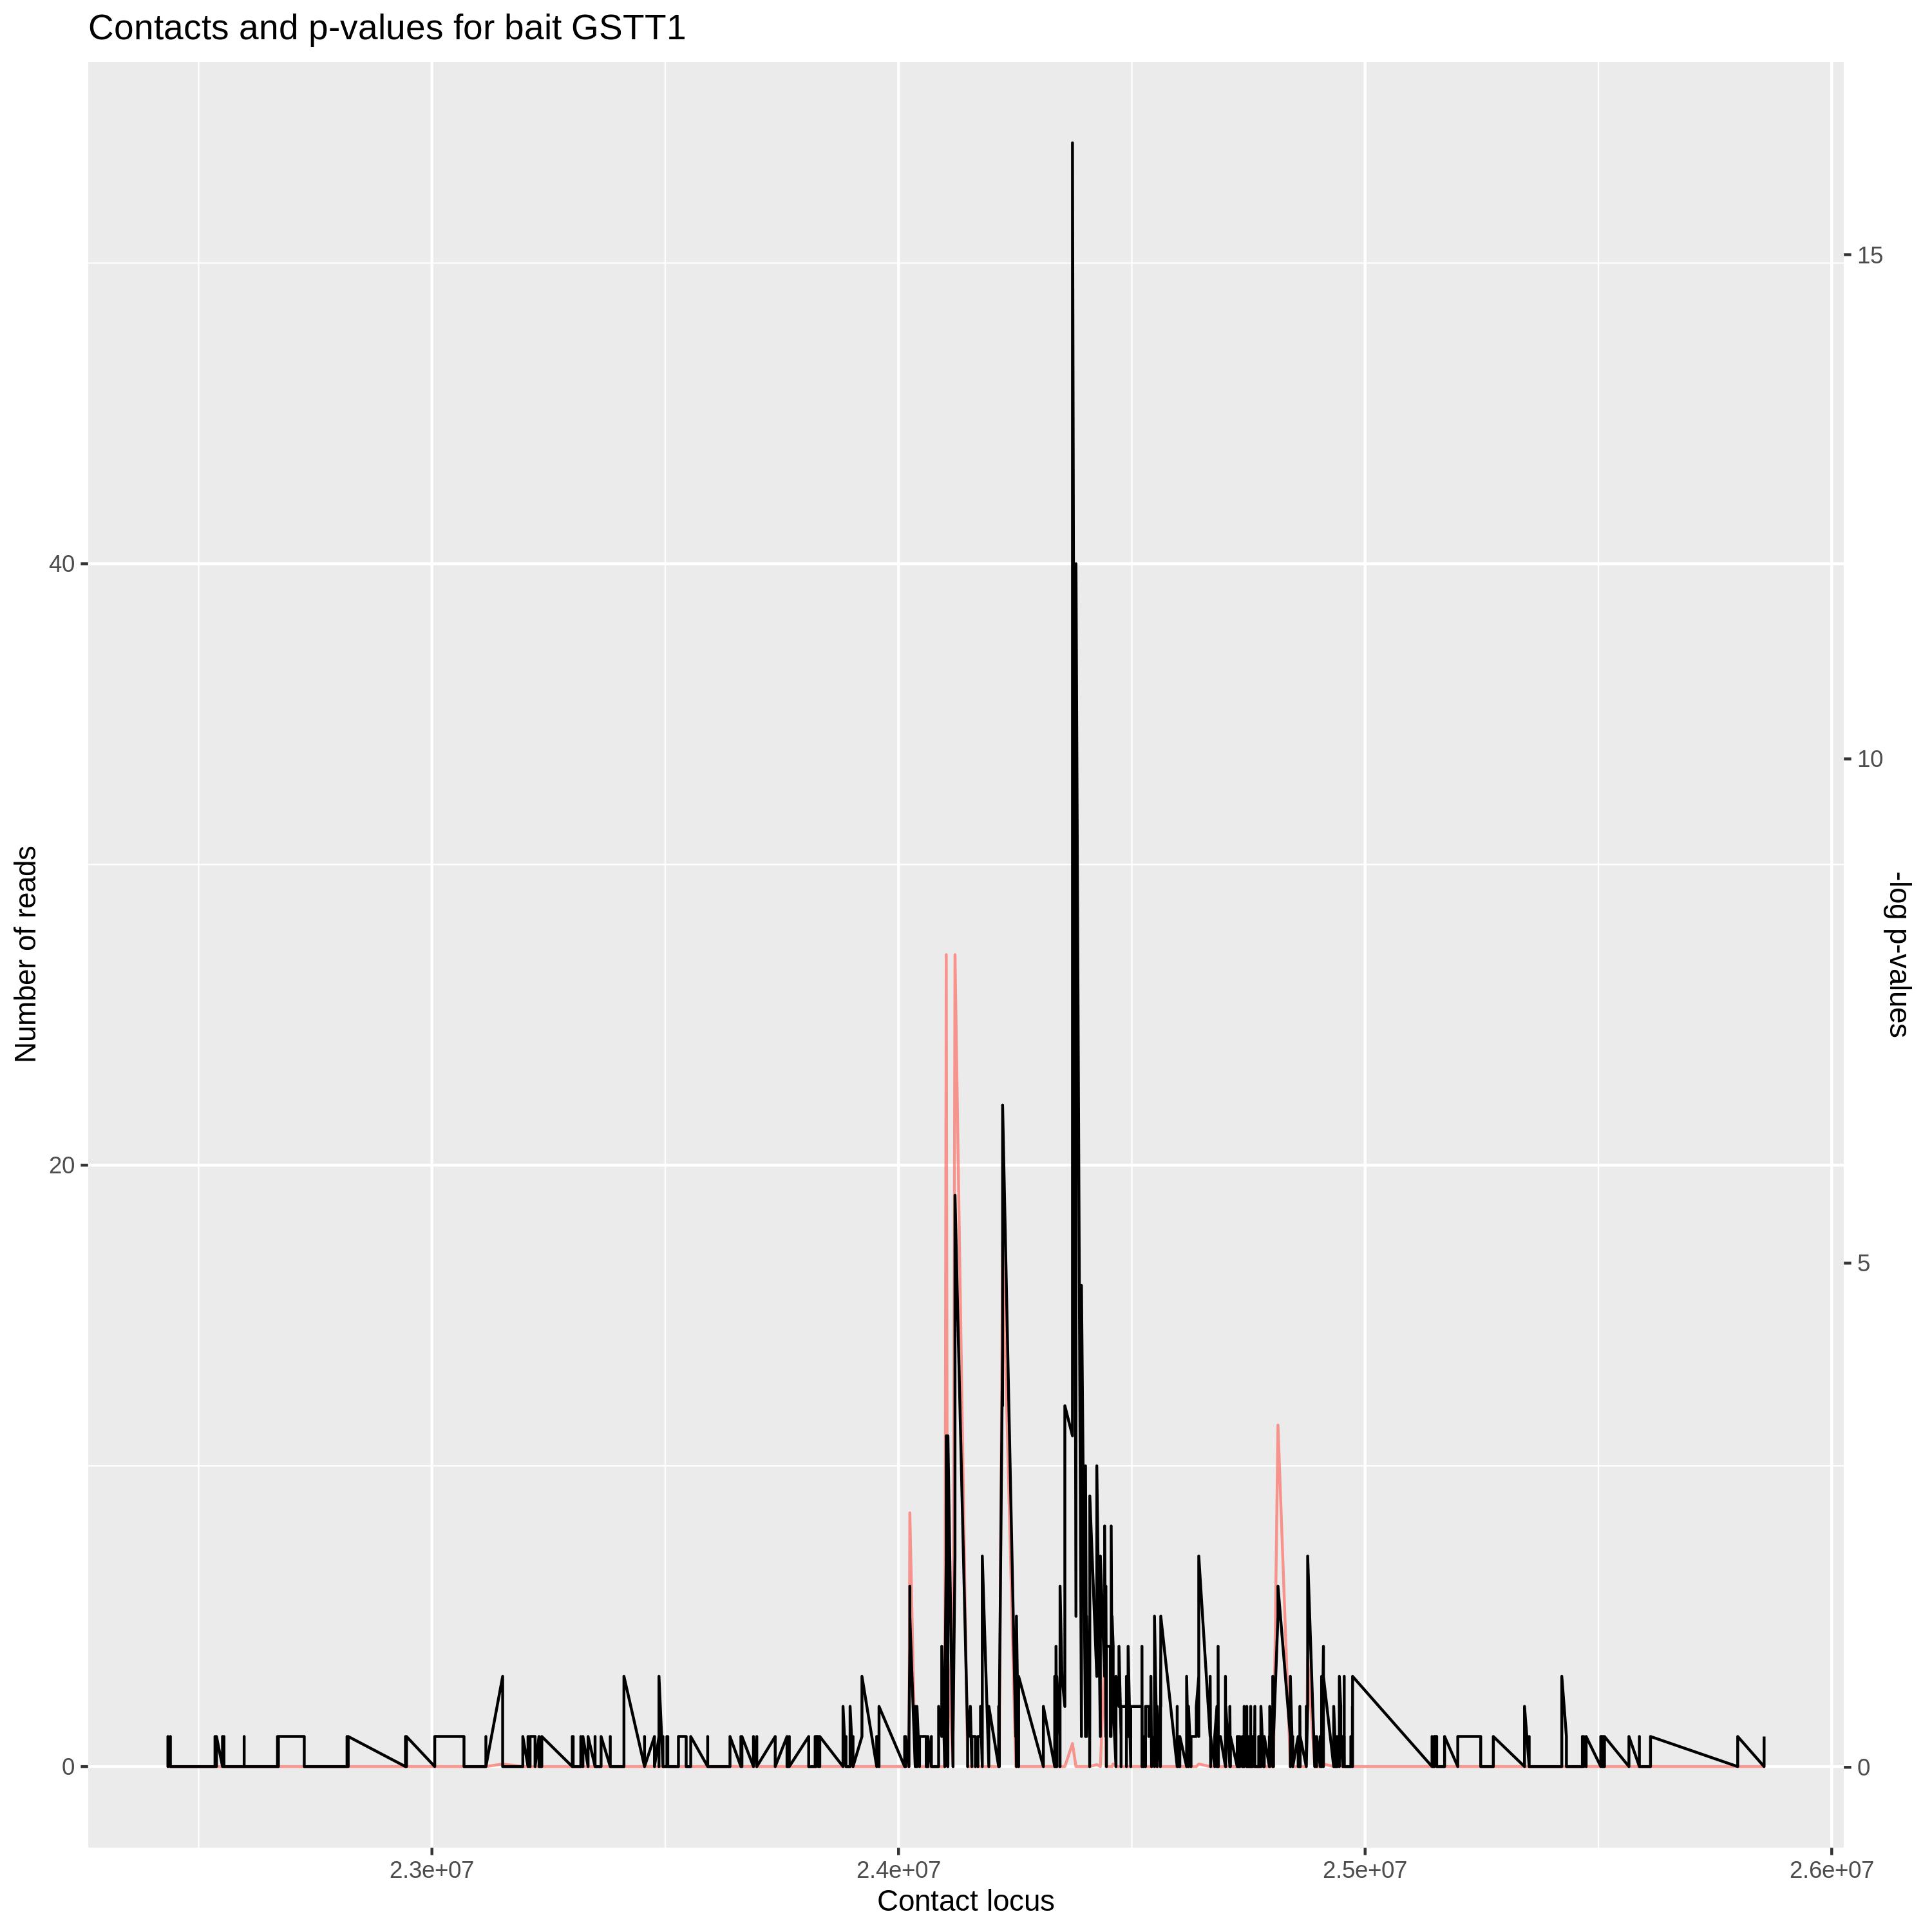 Contacts and p-values for bait GSTT1
Number of reads
40
20
0
15
10
5
0
-log p-values
2.3e+07 2.4e+07 2.5e+07 2.6e+07
Contact locus